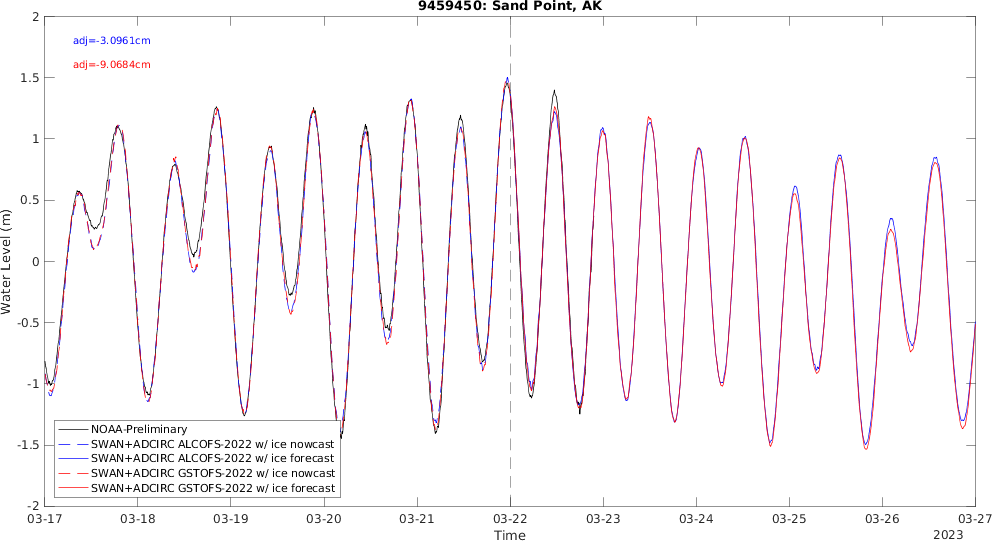 9459450: Sand Point, AK
adj=-3.0961cm
adj=-9.0684cm
Water Level (m)
2
1.5
1
0.5
0
-0.5
-1
-1.5
-2
NOAA-Preliminary
SWAN+ADCIRC ALCOFS-2022 w/ ice nowcast
SWAN+ADCIRC ALCOFS-2022 w/ ice forecast
SWAN+ADCIRC GSTOFS-2022 w/ ice nowcast
SWAN+ADCIRC GSTOFS-2022 w/ ice forecast
03-17 03-18 03-19 03-20 03-21 03-22 03-23 03-24 03-25 03-26 03-27
Time
2023